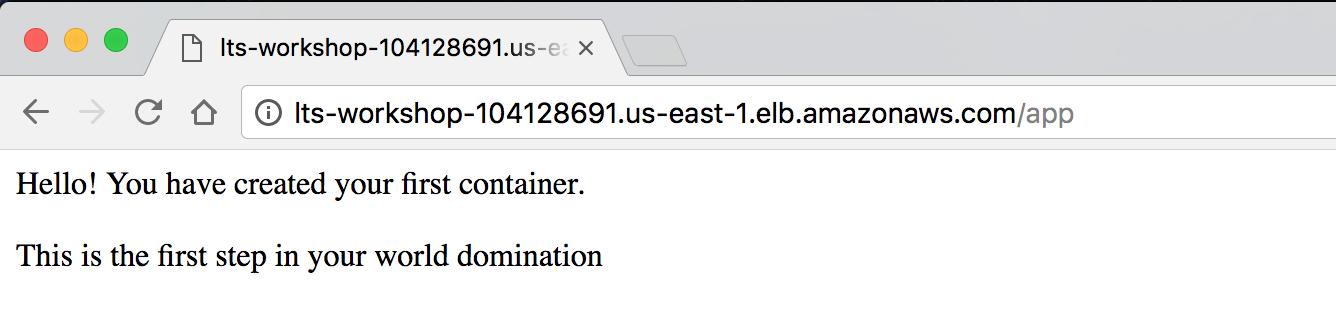 lts-workshop-104128691.us-ea
lts-workshop-104128691.us-east-1.elb.amazonaws.com/app
Hello! You have created your first container.
This is the first step in your world domination